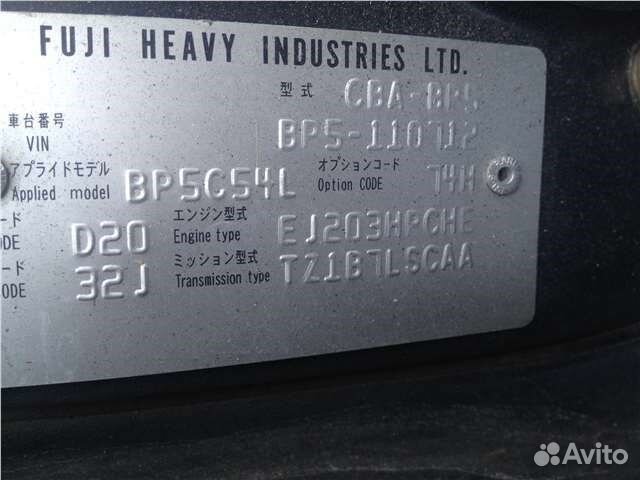 FUJI HEAVY INDUSTRIES LTD.
型式 CBA-BP5
車台番号 VIN BP5-110712
アプライドモデル Applied model BP5C54L オプションコード Option CODE 74H
ード ODE D20 エンジン型式 Engine type EJ203HPCHE
ード CODE 32J ミッション型式 Transmission type TZ1B7LSCAA
Avito